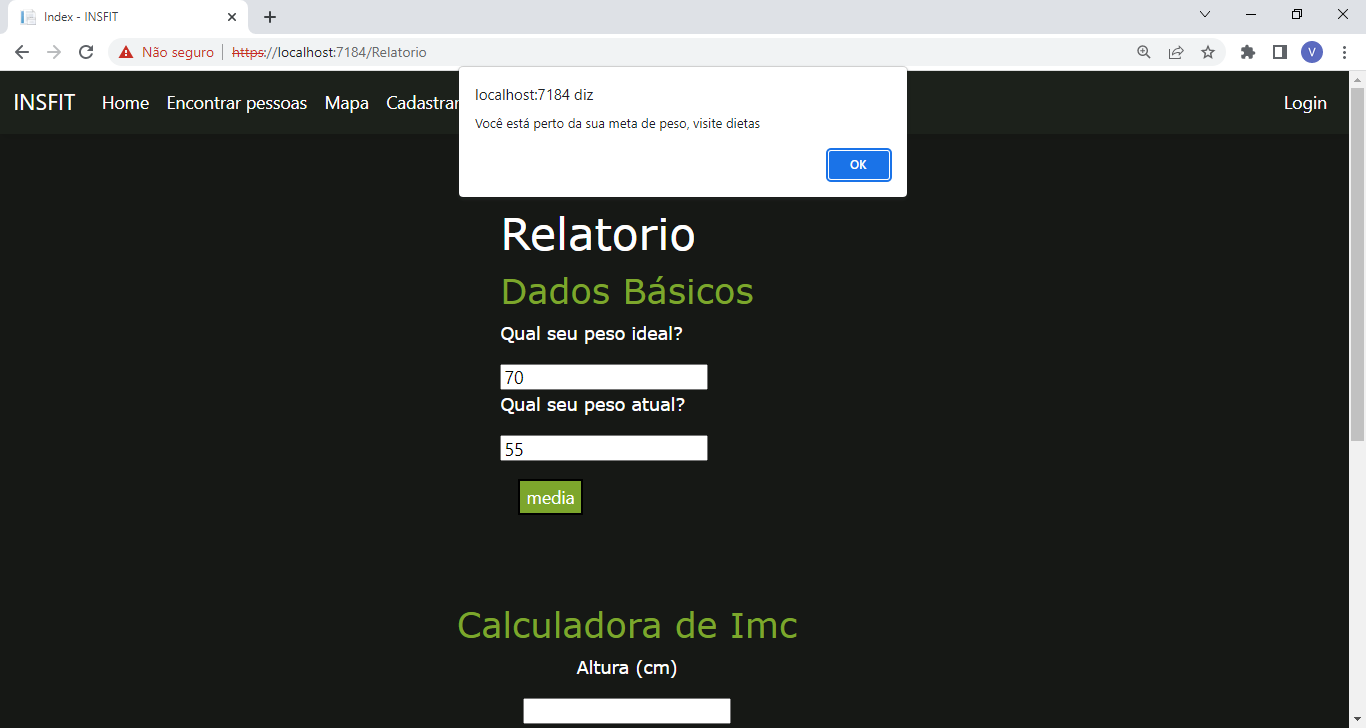 Index - INSFIT
Não seguro https://localhost:7184/Relatorio
V
localhost:7184 diz
Você está perto da sua meta de peso, visite dietas
OK
INSFIT Home Encontrar pessoas Mapa Cadastrar Login
Relatorio
Dados Básicos
Qual seu peso ideal?
70
Qual seu peso atual?
55
media
Calculadora de Imc
Altura (cm)